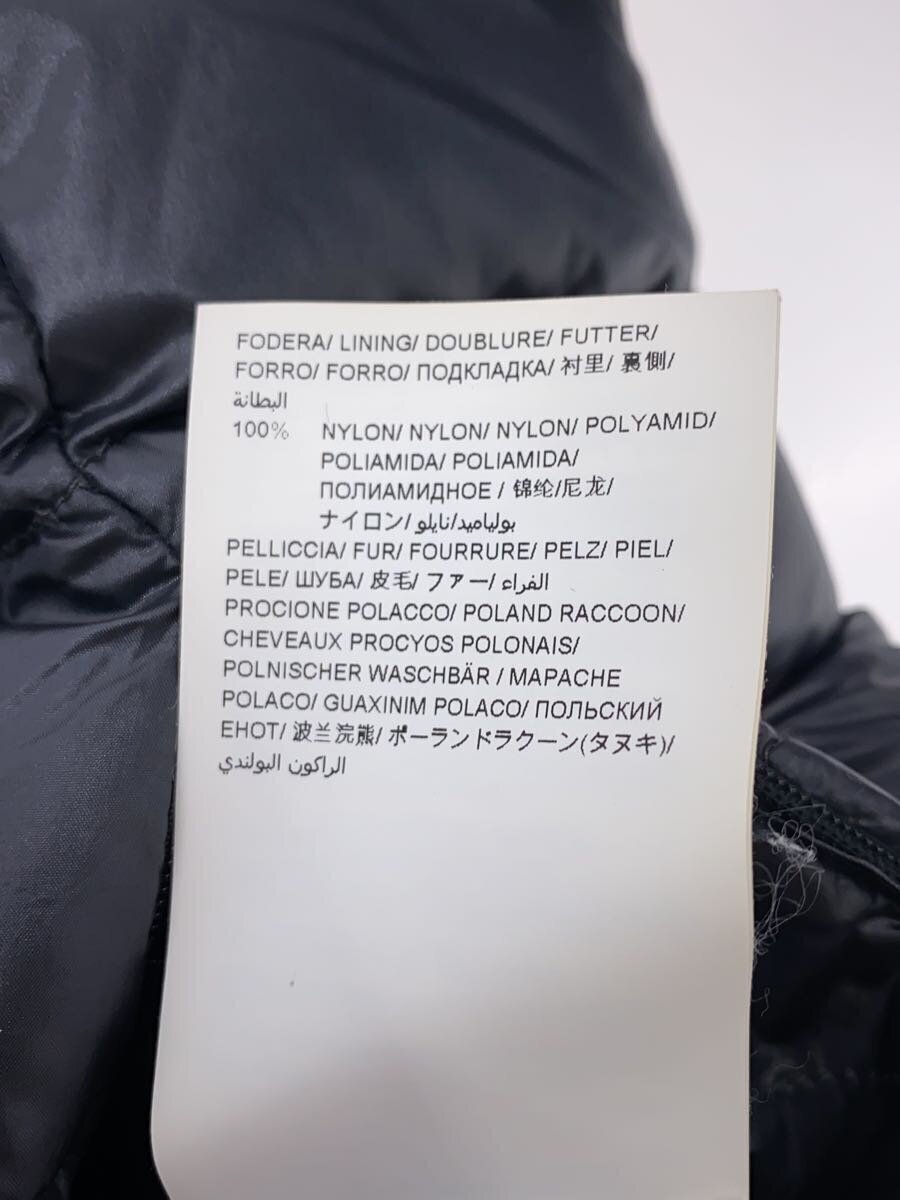 FODERA/ LINING/ DOUBLURE/ FUTTER/
FORRO/ FORRO/ ПОДКЛАДКА/ 衬里/ 裏側/
البطانة
100% NYLON/ NYLON/ NYLON/ POLYAMID/
POLIAMIDA/ POLIAMIDA/
ПОЛИАМИДНОЕ / 锦纶/尼龙/
ナイロン/ بولياميد/نايلو
PELLICCIA/ FUR/ FOURRURE/ PELZ/ PIEL/
PELE/ ШУБА/ 皮毛/ ファー/ الفراء
PROCIONE POLACCO/ POLAND RACCOON/
CHEVEAUX PROCYOS POLONAIS/
POLNISCHER WASCHBÄR / MAPACHE
POLACO/ GUAXINIM POLACO/ ПОЛЬСКИЙ
ЕНОТ/ 波兰浣熊/ ポーランドラクーン(タヌキ)/
الراكون البولندي